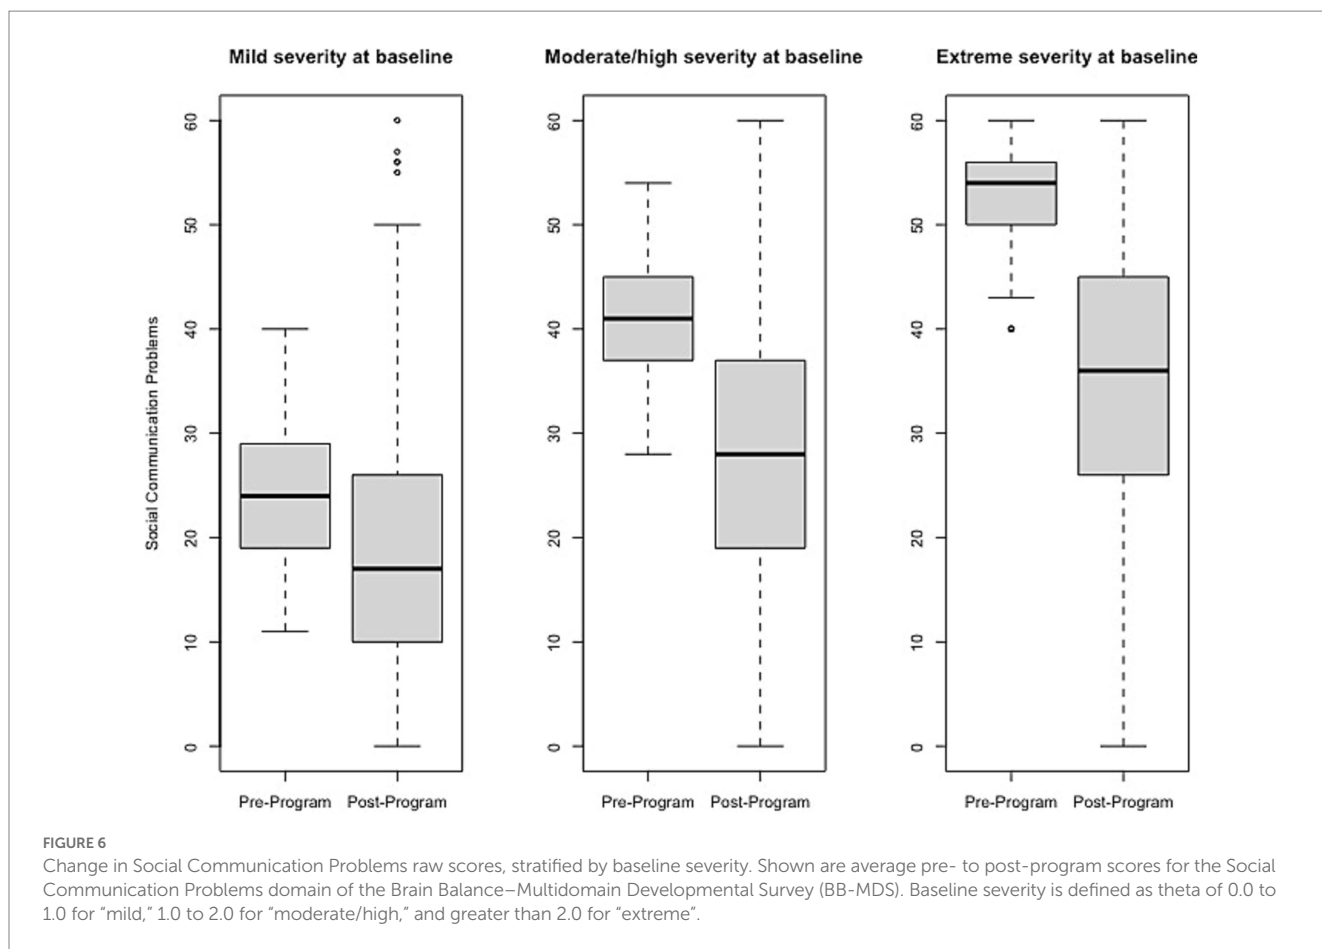 Mild severity at baseline
Moderate/high severity at baseline
Extreme severity at baseline
Social Communication Problems
60
50
40
30
20
10
0
Pre-Program Post-Program
60
50
40
30
20
10
0
Pre-Program Post-Program
60
50
40
30
20
10
0
Pre-Program Post-Program
FIGURE 6
Change in Social Communication Problems raw scores, stratified by baseline severity. Shown are average pre- to post-program scores for the Social
Communication Problems domain of the Brain Balance–Multidomain Developmental Survey (BB-MDS). Baseline severity is defined as theta of 0.0 to
1.0 for “mild,” 1.0 to 2.0 for “moderate/high,” and greater than 2.0 for “extreme”.